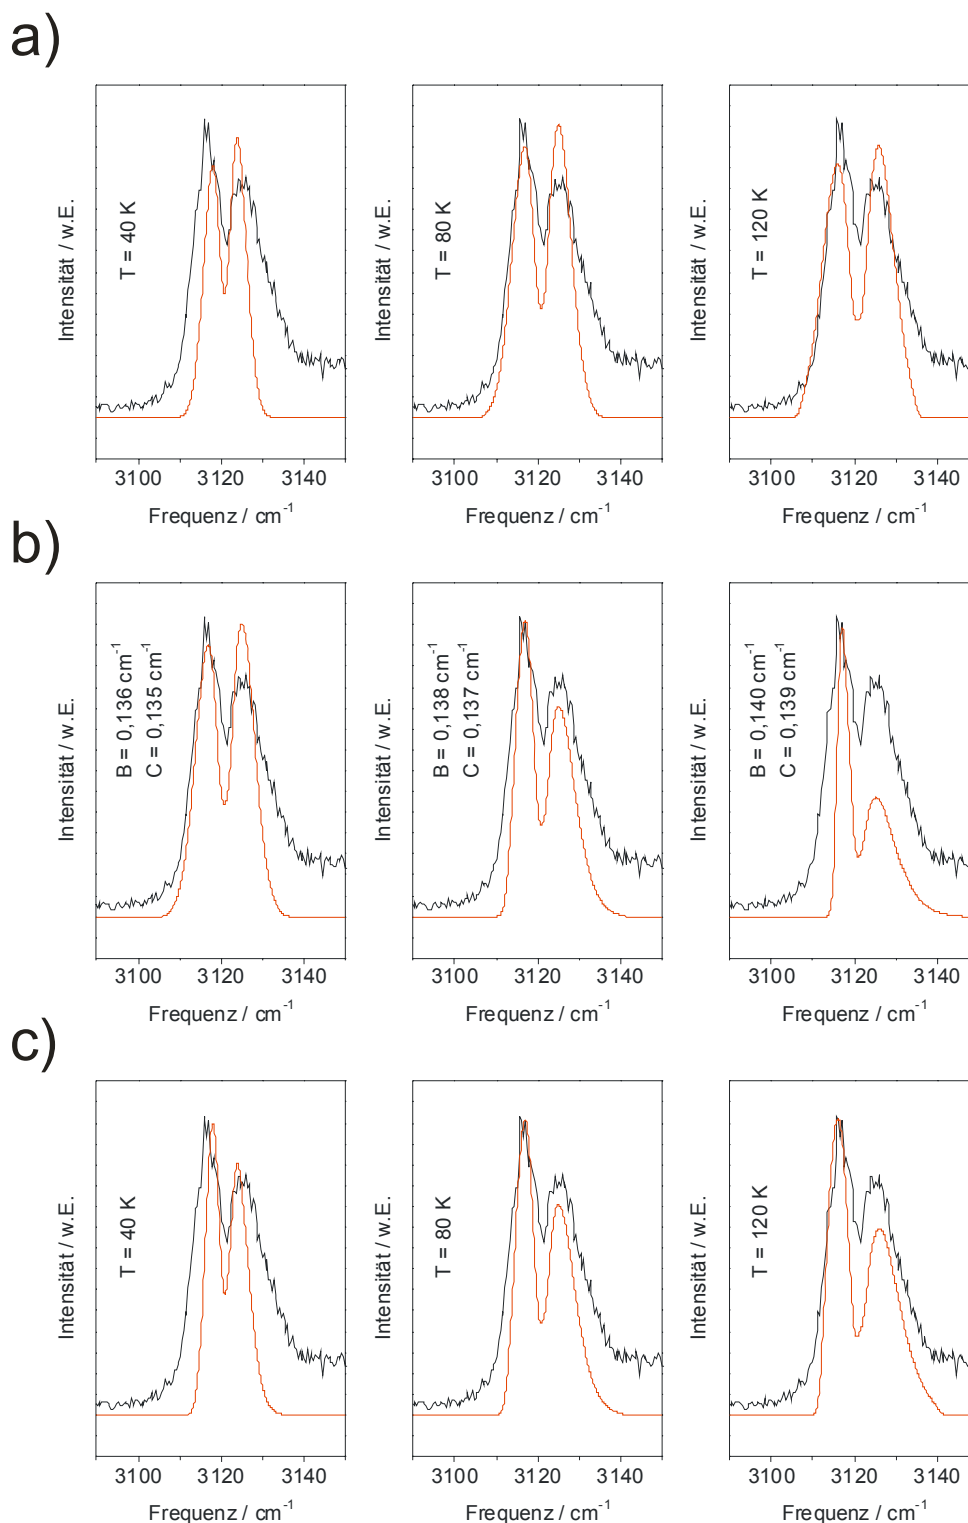 a)
Intensität / w.E.
T = 40 K
3100 3120 3140
Frequenz / cm⁻¹
Intensität / w.E.
T = 80 K
3100 3120 3140
Frequenz / cm⁻¹
Intensität / w.E.
T = 120 K
3100 3120 3140
Frequenz / cm⁻¹
b)
Intensität / w.E.
B = 0,136 cm⁻¹
C = 0,135 cm⁻¹
3100 3120 3140
Frequenz / cm⁻¹
Intensität / w.E.
B = 0,138 cm⁻¹
C = 0,137 cm⁻¹
3100 3120 3140
Frequenz / cm⁻¹
Intensität / w.E.
B = 0,140 cm⁻¹
C = 0,139 cm⁻¹
3100 3120 3140
Frequenz / cm⁻¹
c)
Intensität / w.E.
T = 40 K
3100 3120 3140
Frequenz / cm⁻¹
Intensität / w.E.
T = 80 K
3100 3120 3140
Frequenz / cm⁻¹
Intensität / w.E.
T = 120 K
3100 3120 3140
Frequenz / cm⁻¹